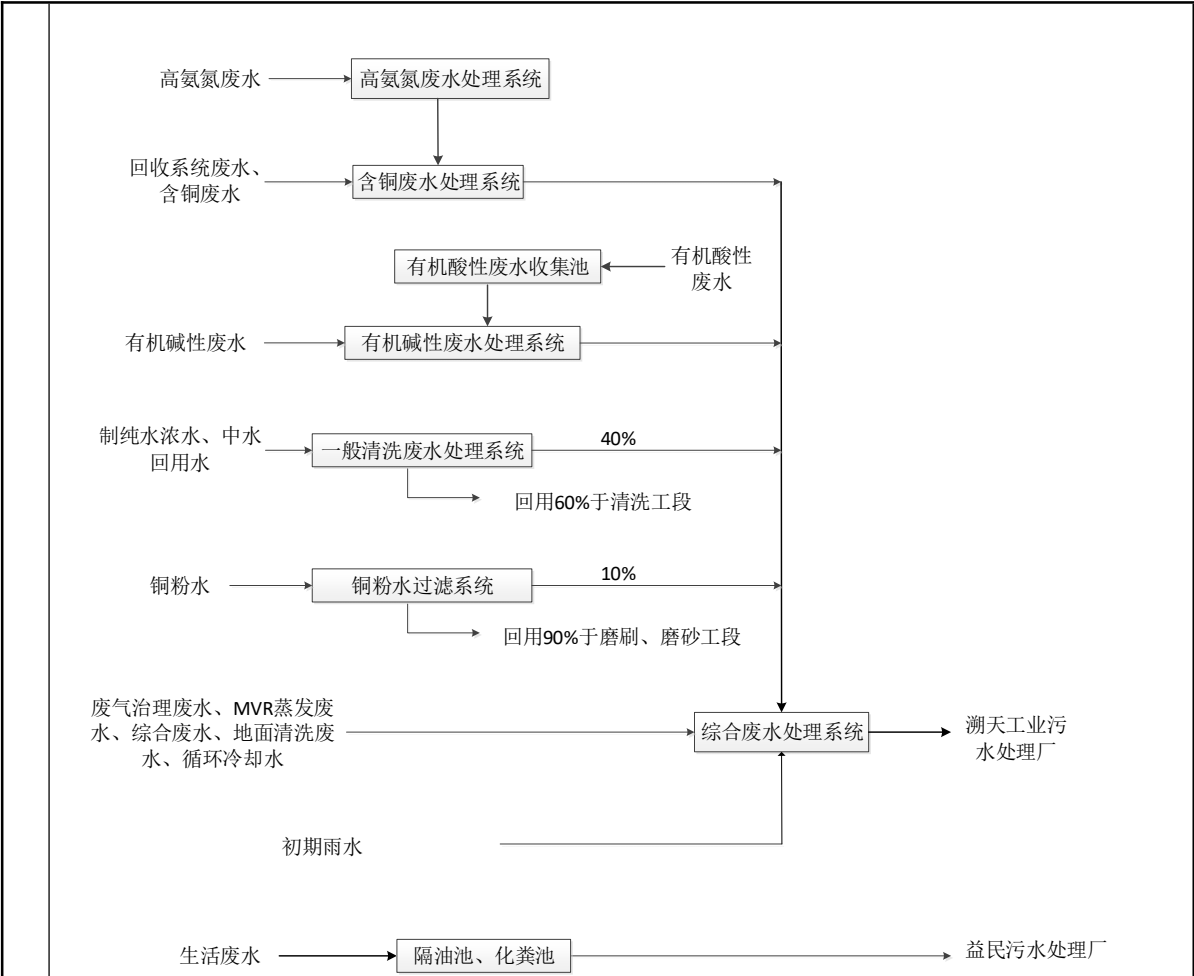 高氨氮废水
高氨氮废水处理系统
回收系统废水、
含铜废水
含铜废水处理系统
有机酸性废水收集池
有机酸性
废水
有机碱性废水
有机碱性废水处理系统
制纯水浓水、中水
回用水
一般清洗废水处理系统
40%
回用60%于清洗工段
铜粉水
铜粉水过滤系统
10%
回用90%于磨刷、磨砂工段
废气治理废水、MVR蒸发废
水、综合废水、地面清洗废
水、循环冷却水
综合废水处理系统
溯天工业污
水处理厂
初期雨水
生活废水
隔油池、化粪池
益民污水处理厂